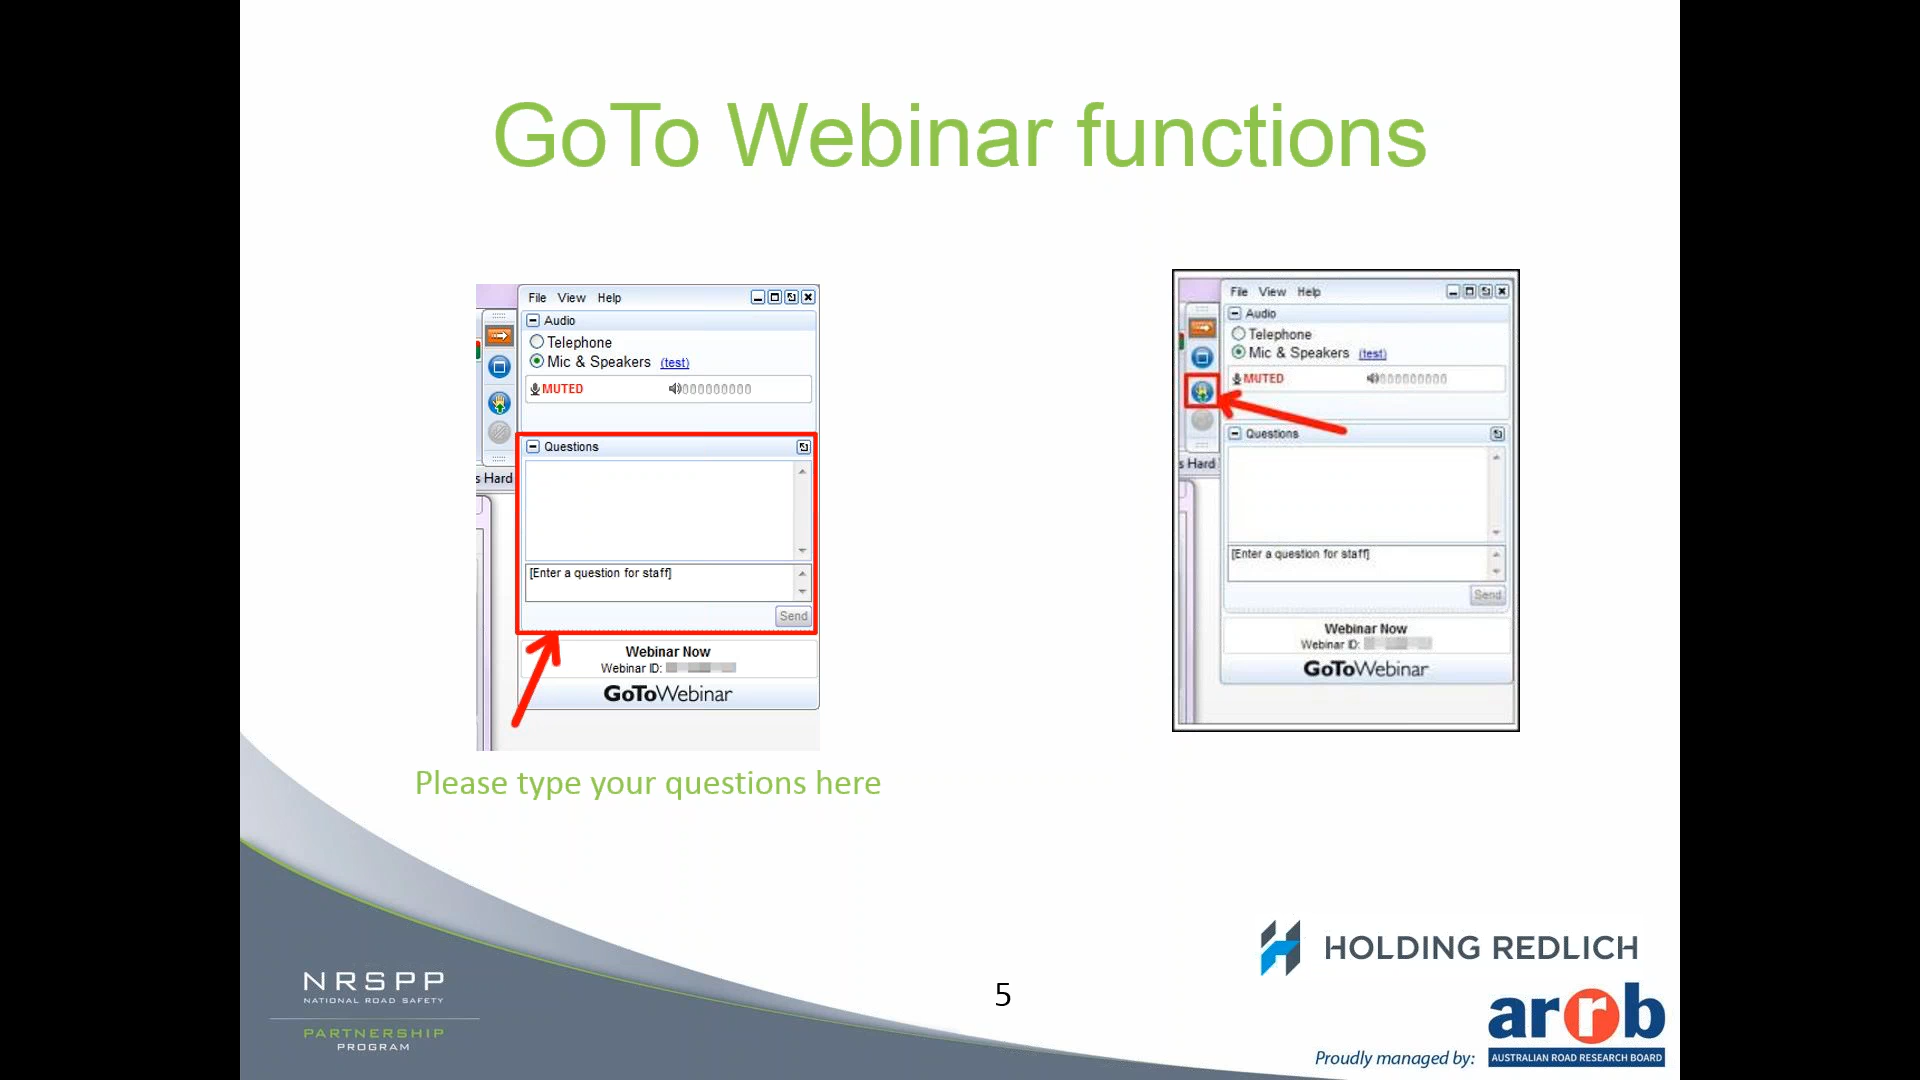 GoTo Webinar functions
File View Help
Audio
Telephone
Mic & Speakers (test)
MUTED
Questions
s Hard
[Enter a question for staff]
Send
Webinar Now
Webinar ID:
GoToWebinar
Please type your questions here
File View Help
Audio
Telephone
Mic & Speakers (test)
MUTED
Questions
s Hard
[Enter a question for staff]
Send
Webinar Now
Webinar ID:
GoToWebinar
NRSPP
NATIONAL ROAD SAFETY
PARTNERSHIP
PROGRAM
5
HOLDING REDLICH
Proudly managed by:
arrb
AUSTRALIAN ROAD RESEARCH BOARD